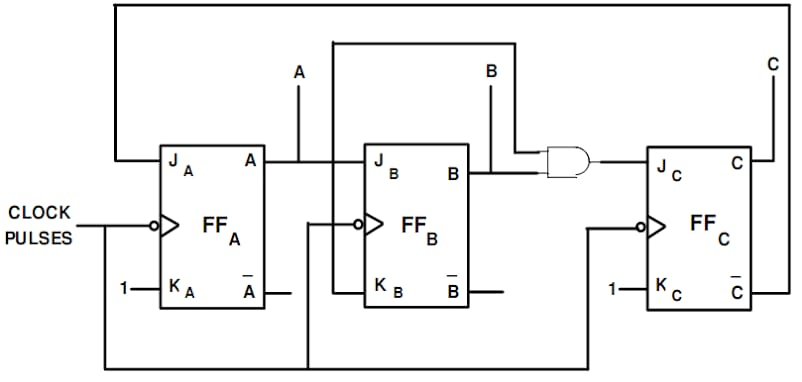 A
B
C
J A
A
J B
B
J C
C
CLOCK
PULSES
FF A
FF B
FF C
1
K A
A̅
K B
B̅
1
K C
C̅